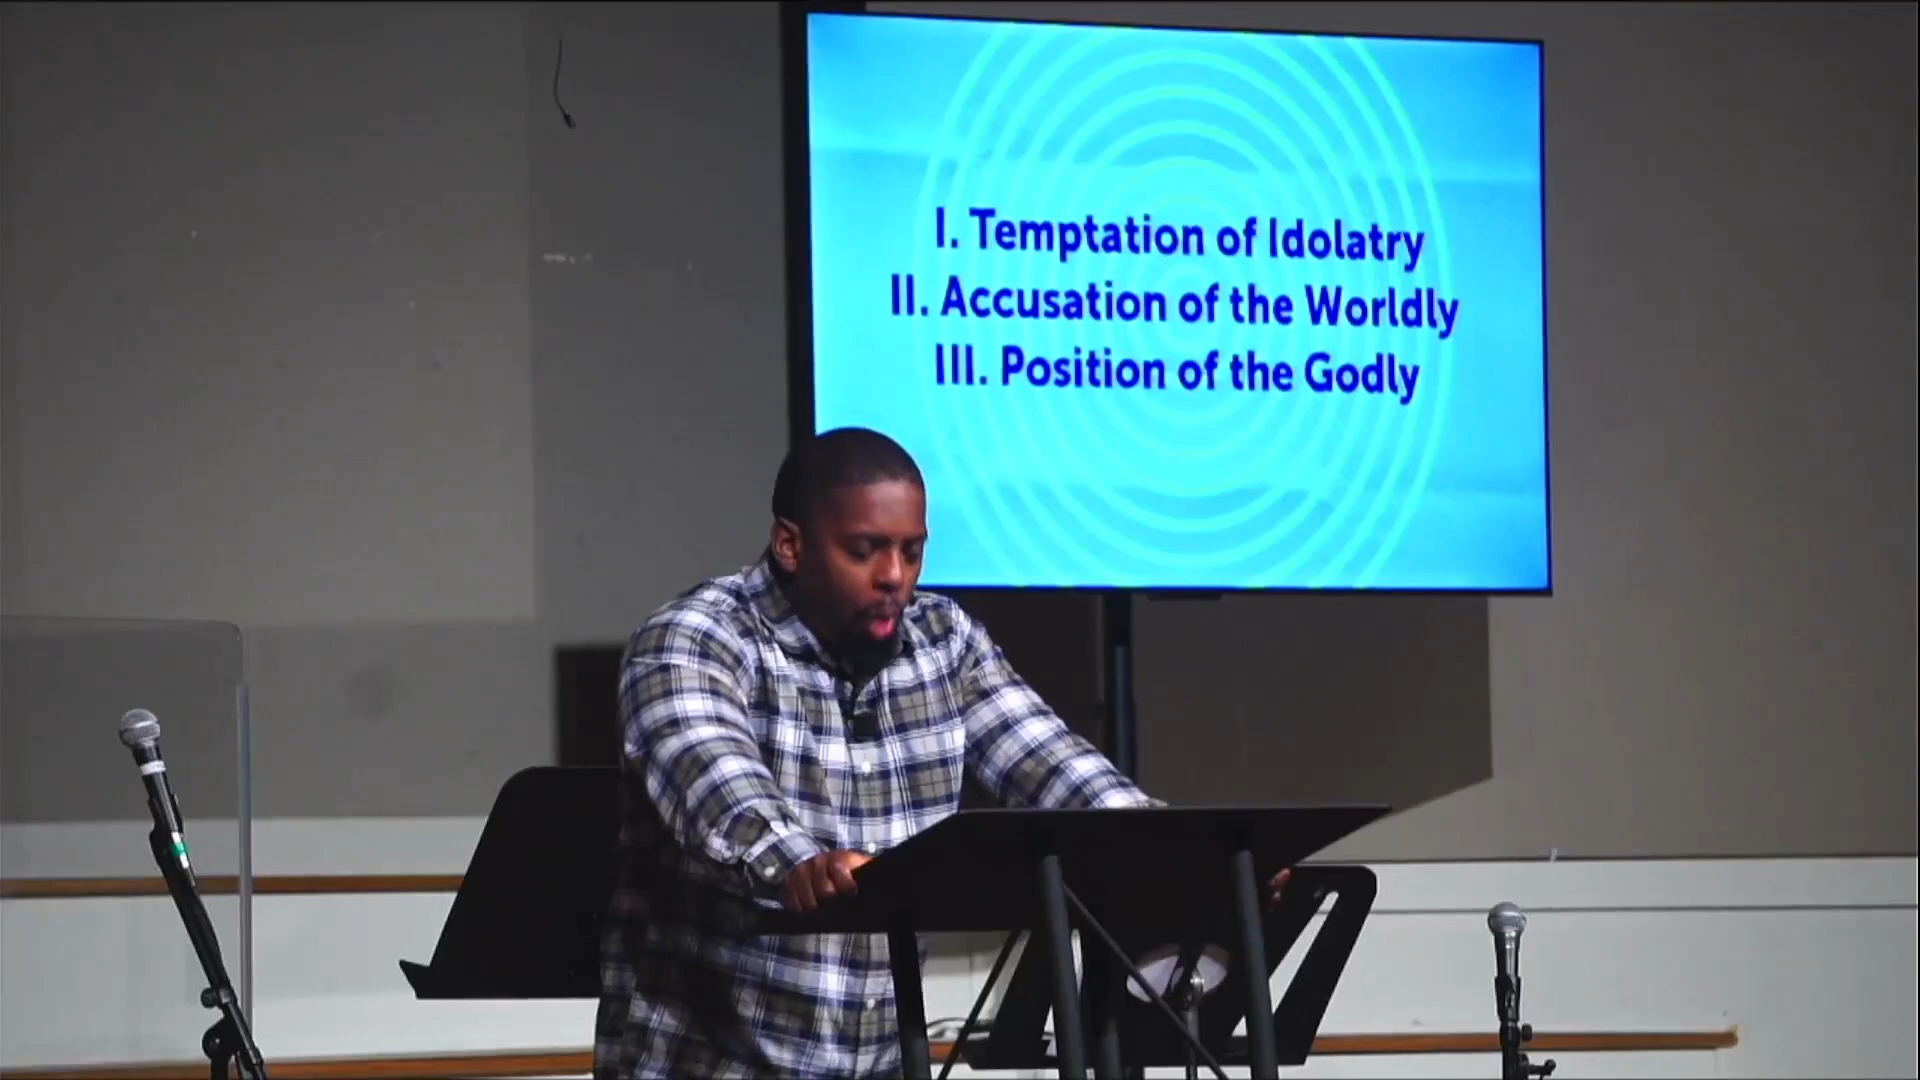 I. Temptation of Idolatry
II. Accusation of the Worldly
III. Position of the Godly